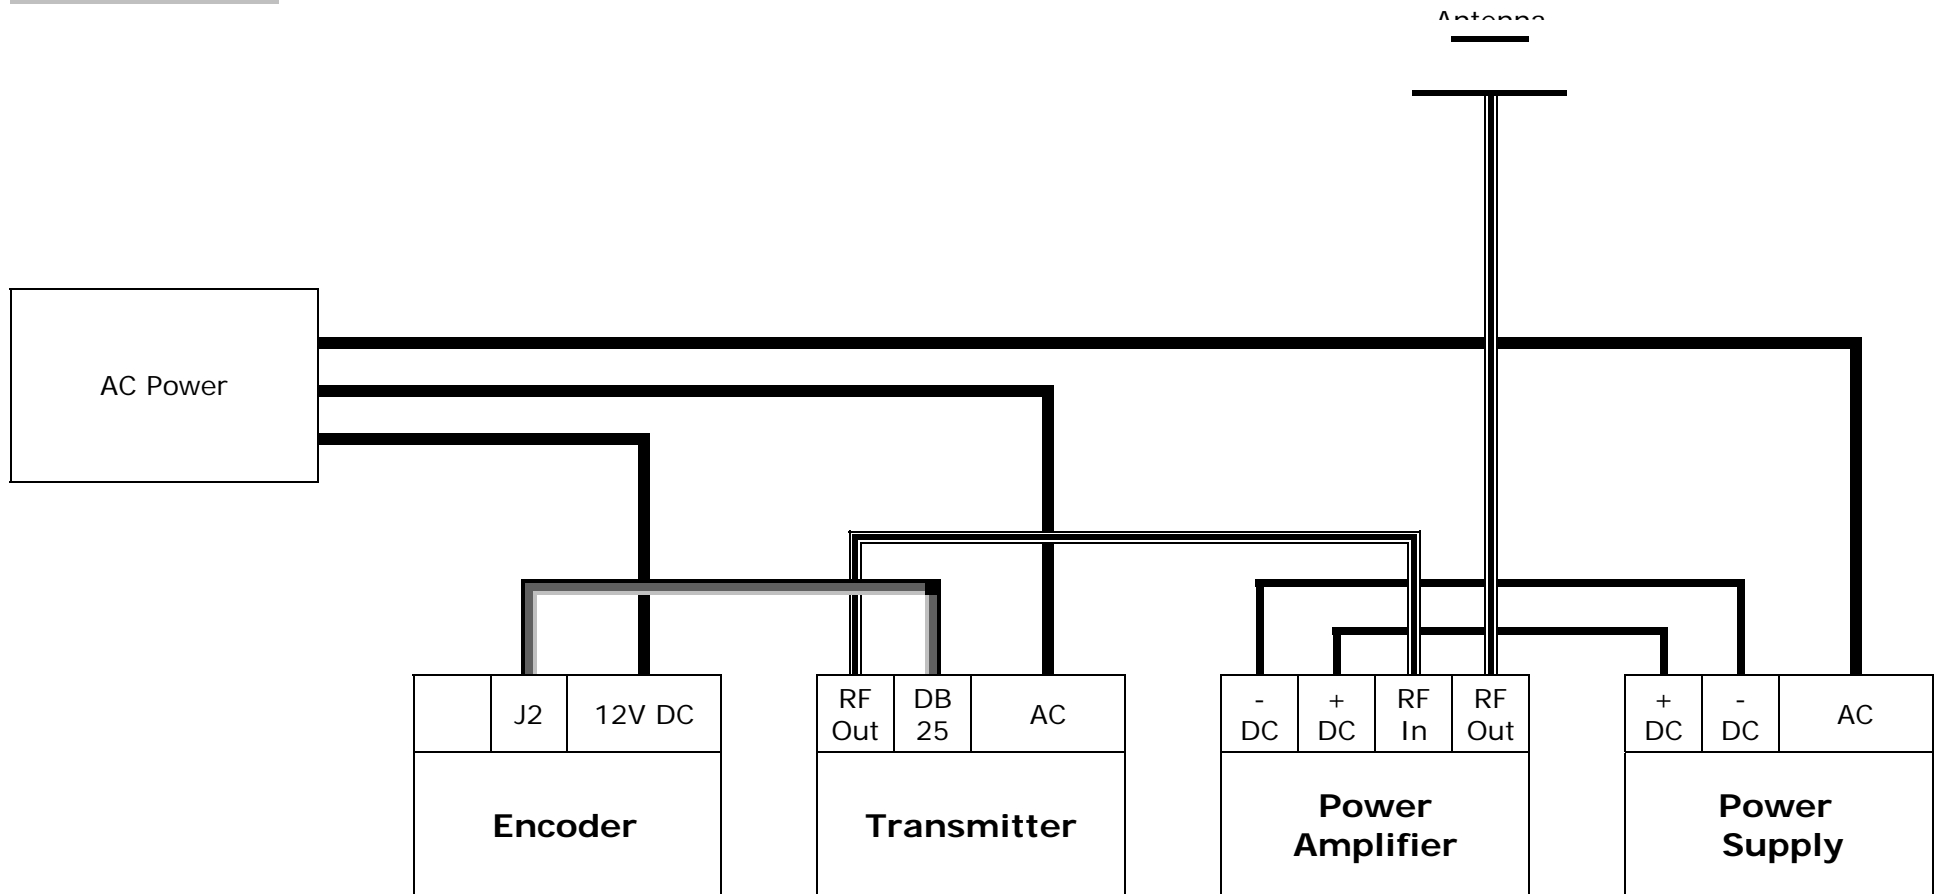 Antenna
AC Power
J2
12V DC
RF
Out
DB
25
AC
-
DC
+
DC
RF
In
RF
Out
+
DC
-
DC
AC
Encoder
Transmitter
Power
Amplifier
Power
Supply